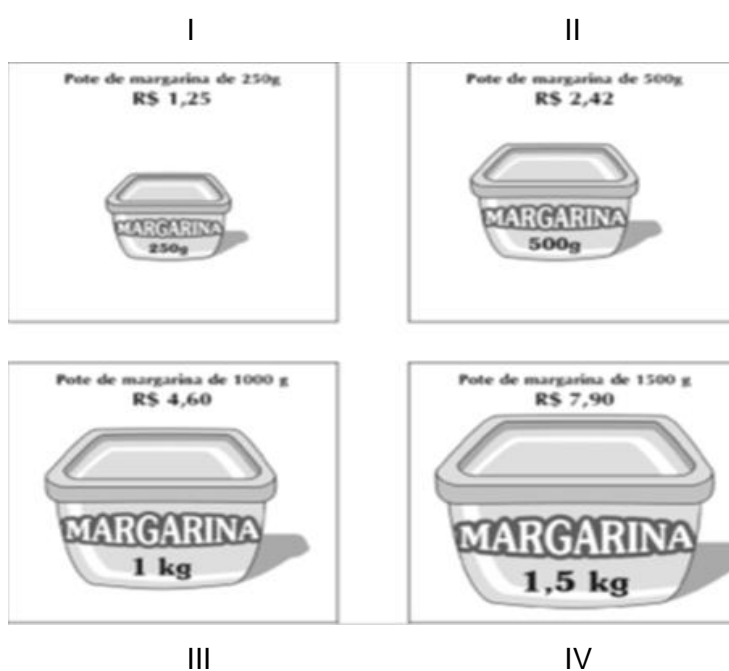 I
II
Pote de margarina de 250g
R$ 1,25
MARGARINA
250g
Pote de margarina de 500g
R$ 2,42
MARGARINA
500g
Pote de margarina de 1000 g
R$ 4,60
MARGARINA
1 kg
Pote de margarina de 1500 g
R$ 7,90
MARGARINA
1,5 kg
III
IV